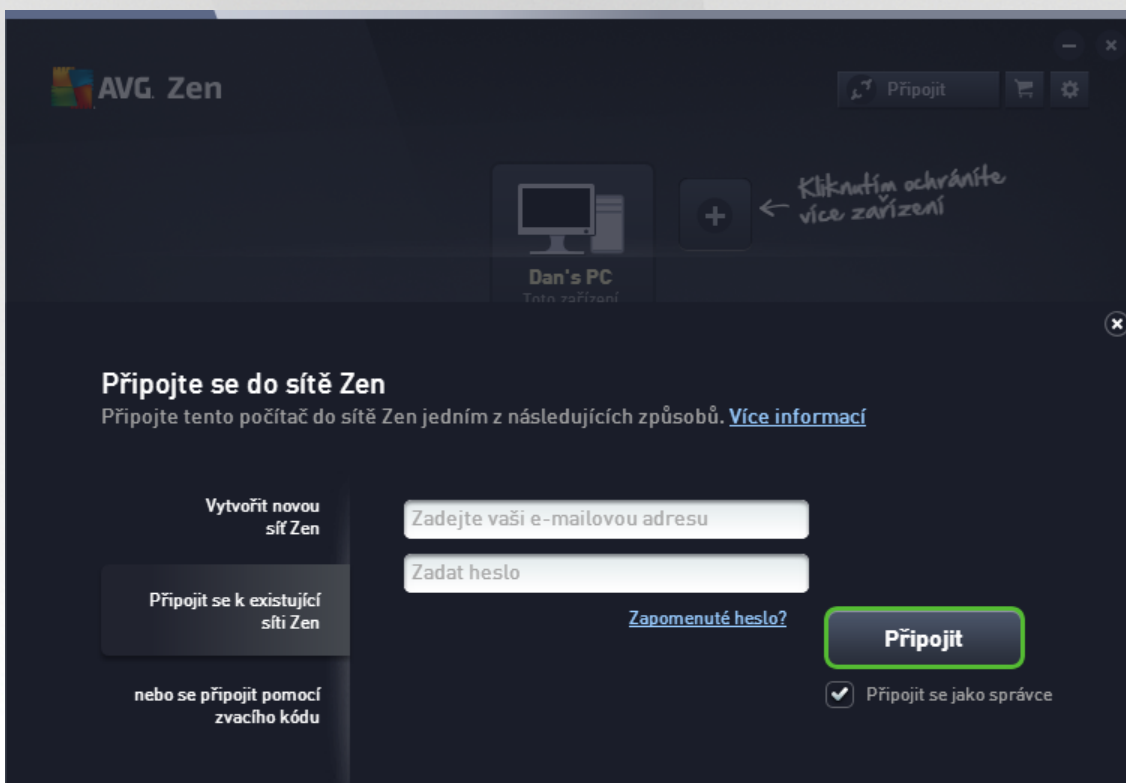 AVG. Zen
Připojit
Kliknutím ochráníte
více zařízení
Dan's PC
Toto zařízení
Připojte se do sítě Zen
Připojte tento počítač do sítě Zen jedním z následujících způsobů. Více informací
Vytvořit novou
síť Zen
Zadejte vaši e-mailovou adresu
Zadat heslo
Připojit se k existující
síti Zen
Zapomenuté heslo?
Připojit
Připojit se jako správce
nebo se připojit pomocí
zvacího kódu